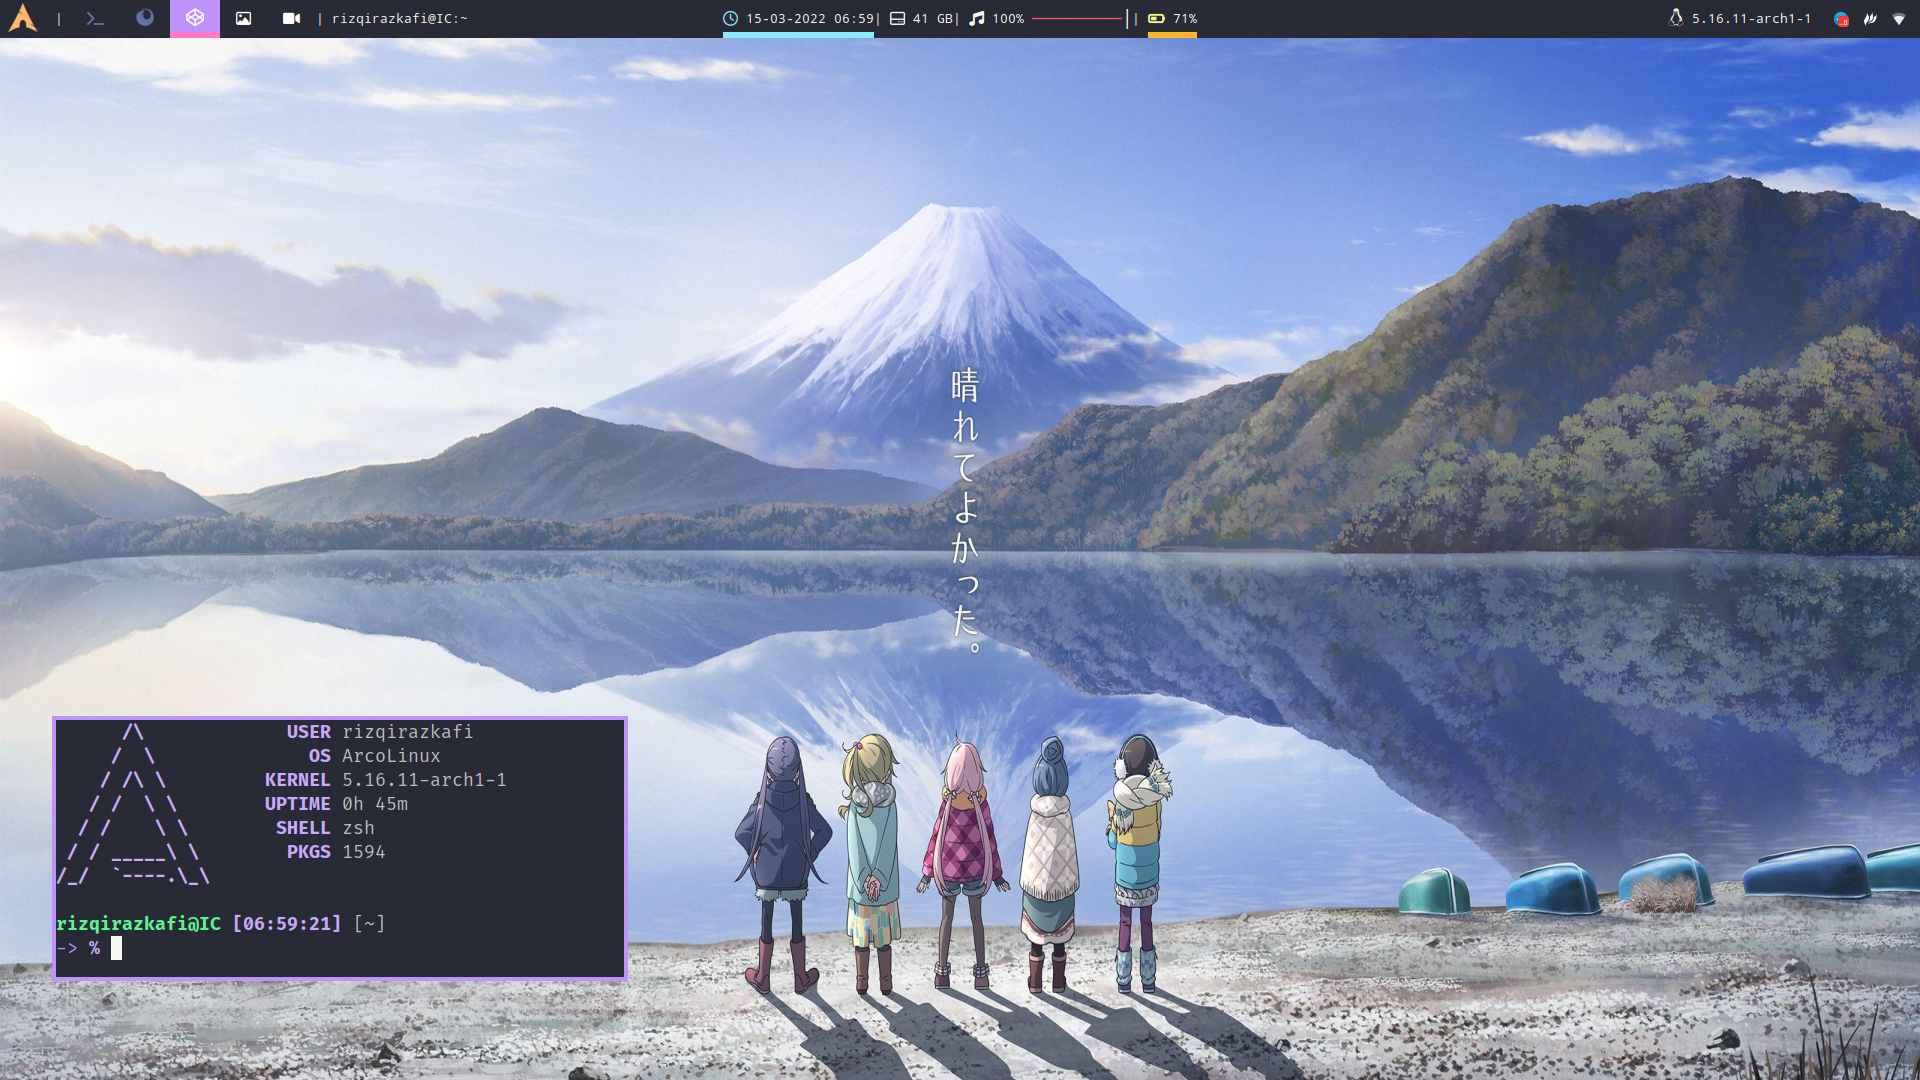 | rizqirazkafi@IC:~
15-03-2022 06:59| 41 GB| 100% | 71%
5.16.11-arch1-1
晴れてよかった。
/\
/  \
/ /\ \
/ /  \ \
/ /    \ \
/ / _____\ \
/_/  `----.\_\
USER rizqirazkafi
OS ArcoLinux
KERNEL 5.16.11-arch1-1
UPTIME 0h 45m
SHELL zsh
PKGS 1594
rizqirazkafi@IC [06:59:21] [~]
-> %